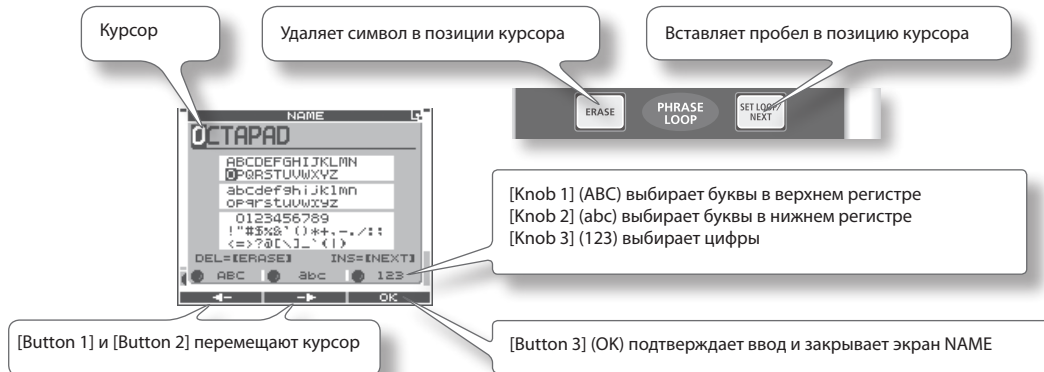 Курсор
Удаляет символ в позиции курсора
Вставляет пробел в позицию курсора
ERASE
PHRASE
LOOP
SET LOOP/
NEXT
NAME
OCTAPAD
ABCDEFGHIJKLMN
OPQRSTUVWXYZ
abcdefghijklmn
opqrstuvwxyz
0123456789
!"#$%&`()*+,-./:;
<=>?@[\]_`{|}
DEL=[ERASE] INS=[NEXT]
ABC abc 123
OK
[Knob 1] (ABC) выбирает буквы в верхнем регистре
[Knob 2] (abc) выбирает буквы в нижнем регистре
[Knob 3] (123) выбирает цифры
[Button 1] и [Button 2] перемещают курсор
[Button 3] (OK) подтверждает ввод и закрывает экран NAME